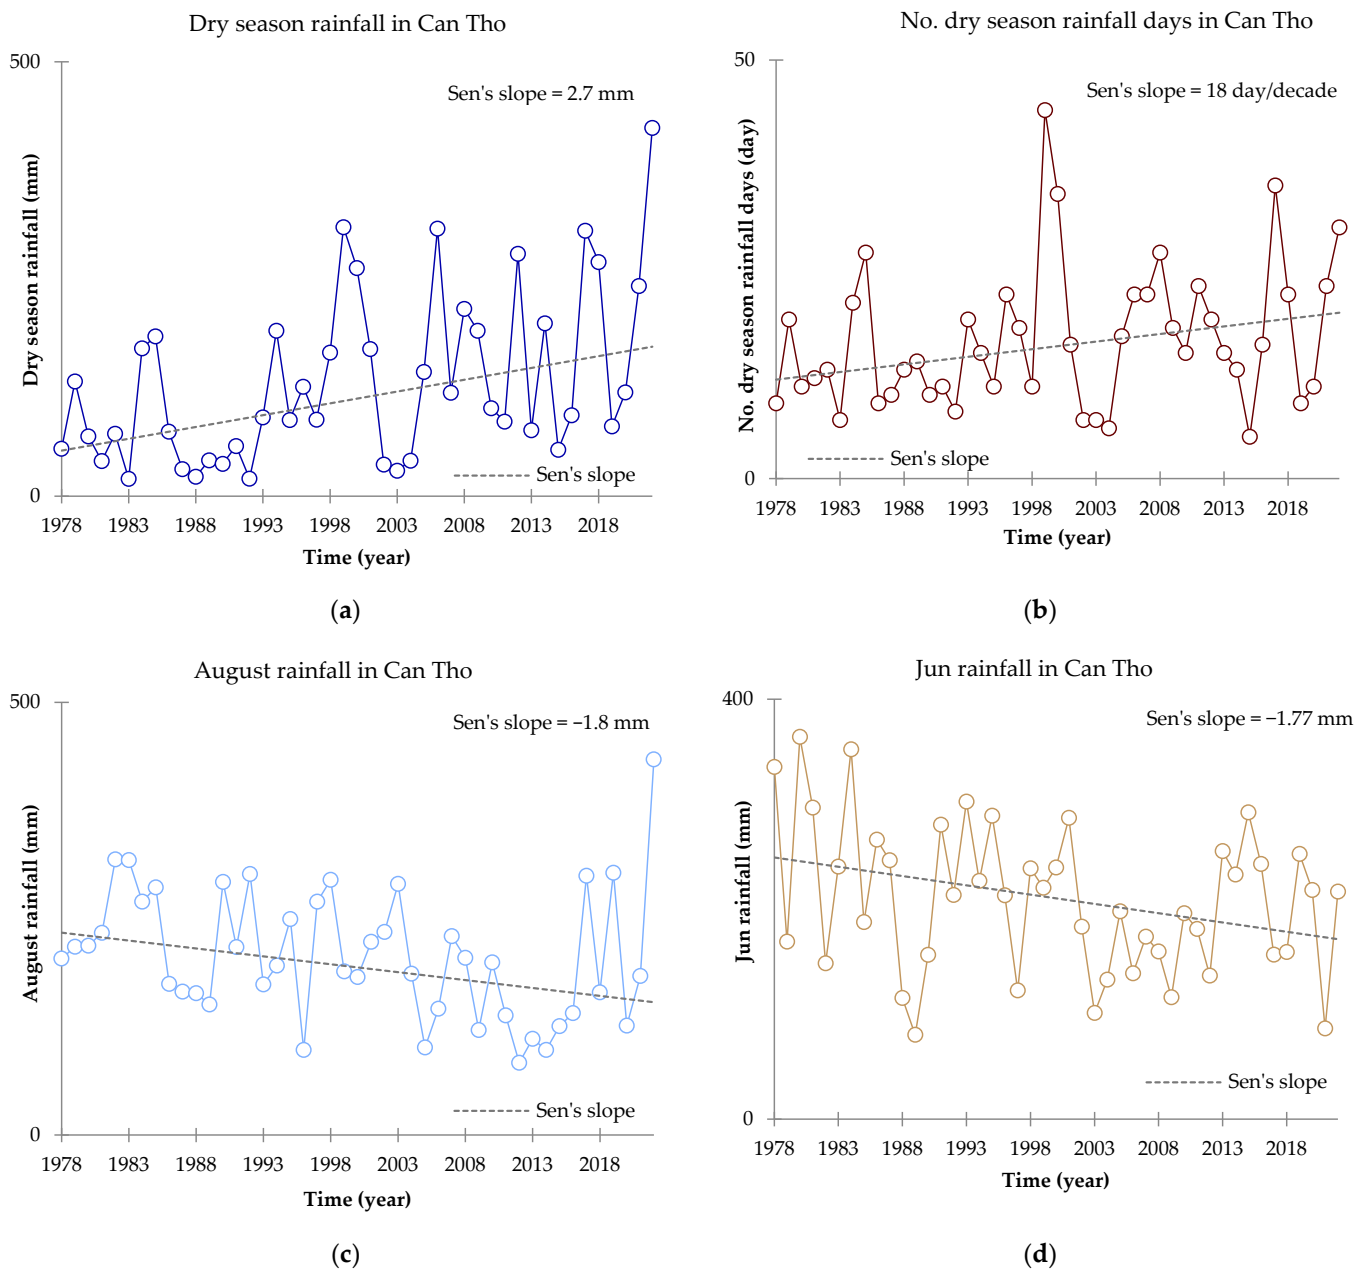 Dry season rainfall in Can Tho
500
Sen's slope = 2.7 mm
Dry season rainfall (mm)
Sen's slope
0
1978 1983 1988 1993 1998 2003 2008 2013 2018
Time (year)
(a)
No. dry season rainfall days in Can Tho
50
Sen's slope = 18 day/decade
No. dry season rainfall days (day)
Sen's slope
0
1978 1983 1988 1993 1998 2003 2008 2013 2018
Time (year)
(b)
August rainfall in Can Tho
500
Sen's slope = −1.8 mm
August rainfall (mm)
Sen's slope
0
1978 1983 1988 1993 1998 2003 2008 2013 2018
Time (year)
(c)
Jun rainfall in Can Tho
400
Sen's slope = −1.77 mm
Jun rainfall (mm)
Sen's slope
0
1978 1983 1988 1993 1998 2003 2008 2013 2018
Time (year)
(d)